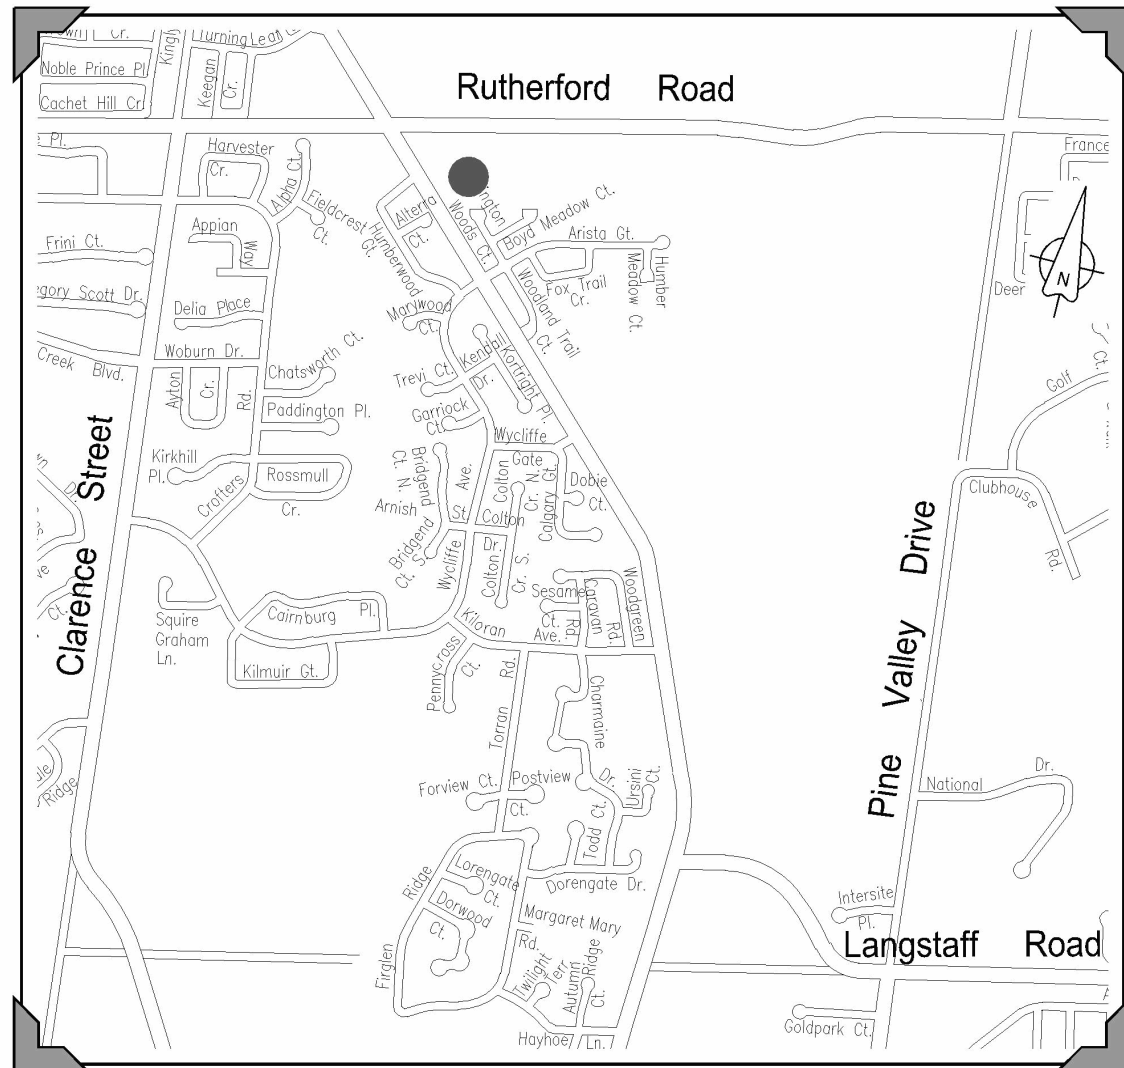 Cr.
Turning Leaf
Noble Prince Pl.
Keegan
Cr.
Cachet Hill Cr.
Rutherford Road
Pl.
Harvester
Cr.
Alpha Ct.
Fieldcrest
Ct.
Alterra
Ct.
Woods Ct.
Boyd Meadow Ct.
Arista Gt.
Humber
Meadow Ct.
Fox Trail
Cr.
Woodland Trail
Ct.
Humberwood
Ct.
Appian
Way
Frini Ct.
Delia Place
Marywood
Ct.
Deer
N
Creek Blvd.
Woburn Dr.
Chatsworth Ct.
Ayton
Cr.
Rd.
Paddington Pl.
Trevi Ct.
Kendall
Dr.
Kortright Pl.
Garriock
Ct.
Golf
Ct.
Kirkhill
Pl.
Rossmull
Cr.
Crofters
Wycliffe
Gate
Bridgend
Ct. N.
Ave.
Colton
Cr. N.
Calgary Gt.
Dobie
Ct.
Arnish
St.
Colton
Dr.
Bridgend
Ct. S.
Wycliffe
Colton
Cr. S.
Clubhouse
Rd.
Clarence Street
Pine Valley Drive
Sesame
Ct.
Caravan
Rd.
Woodgreen
Rd.
Squire
Graham
Ln.
Cairnburg Pl.
Kilmuir Gt.
Kiloran
Ave.
Pennycross
Ct.
Torran
Rd.
Charmaine
Dr.
Ursini
Ct.
Forview Ct.
Postview
Ct.
Todd Ct.
Dorengate Dr.
National
Dr.
Ridge
Ridge
Firglen
Lorengate
Ct.
Dorwood
Ct.
Margaret Mary
Rd.
Twilight
Terr.
Autumn
Ridge
Ct.
Hayhoe Ln.
Intersite
Pl.
Langstaff Road
Goldpark Ct.